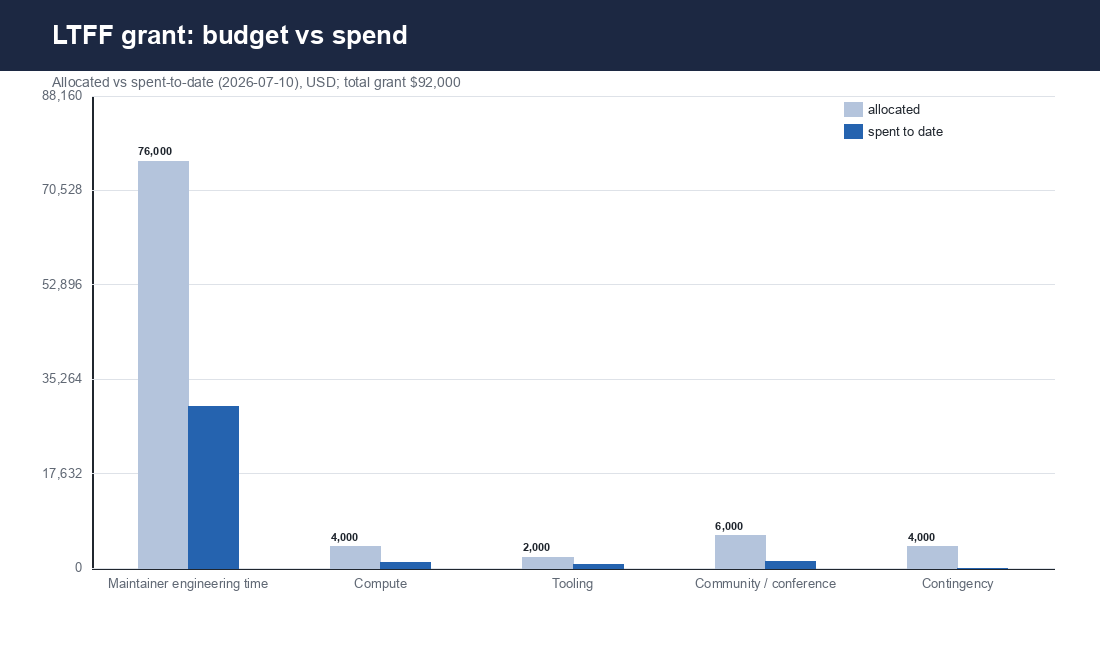 LTFF grant: budget vs spend
Allocated vs spent-to-date (2026-07-10), USD; total grant $92,000
88,160
allocated
spent to date
76,000
70,528
52,896
35,264
17,632
6,000
4,000
2,000
4,000
0
Maintainer engineering time
Compute
Tooling
Community / conference
Contingency